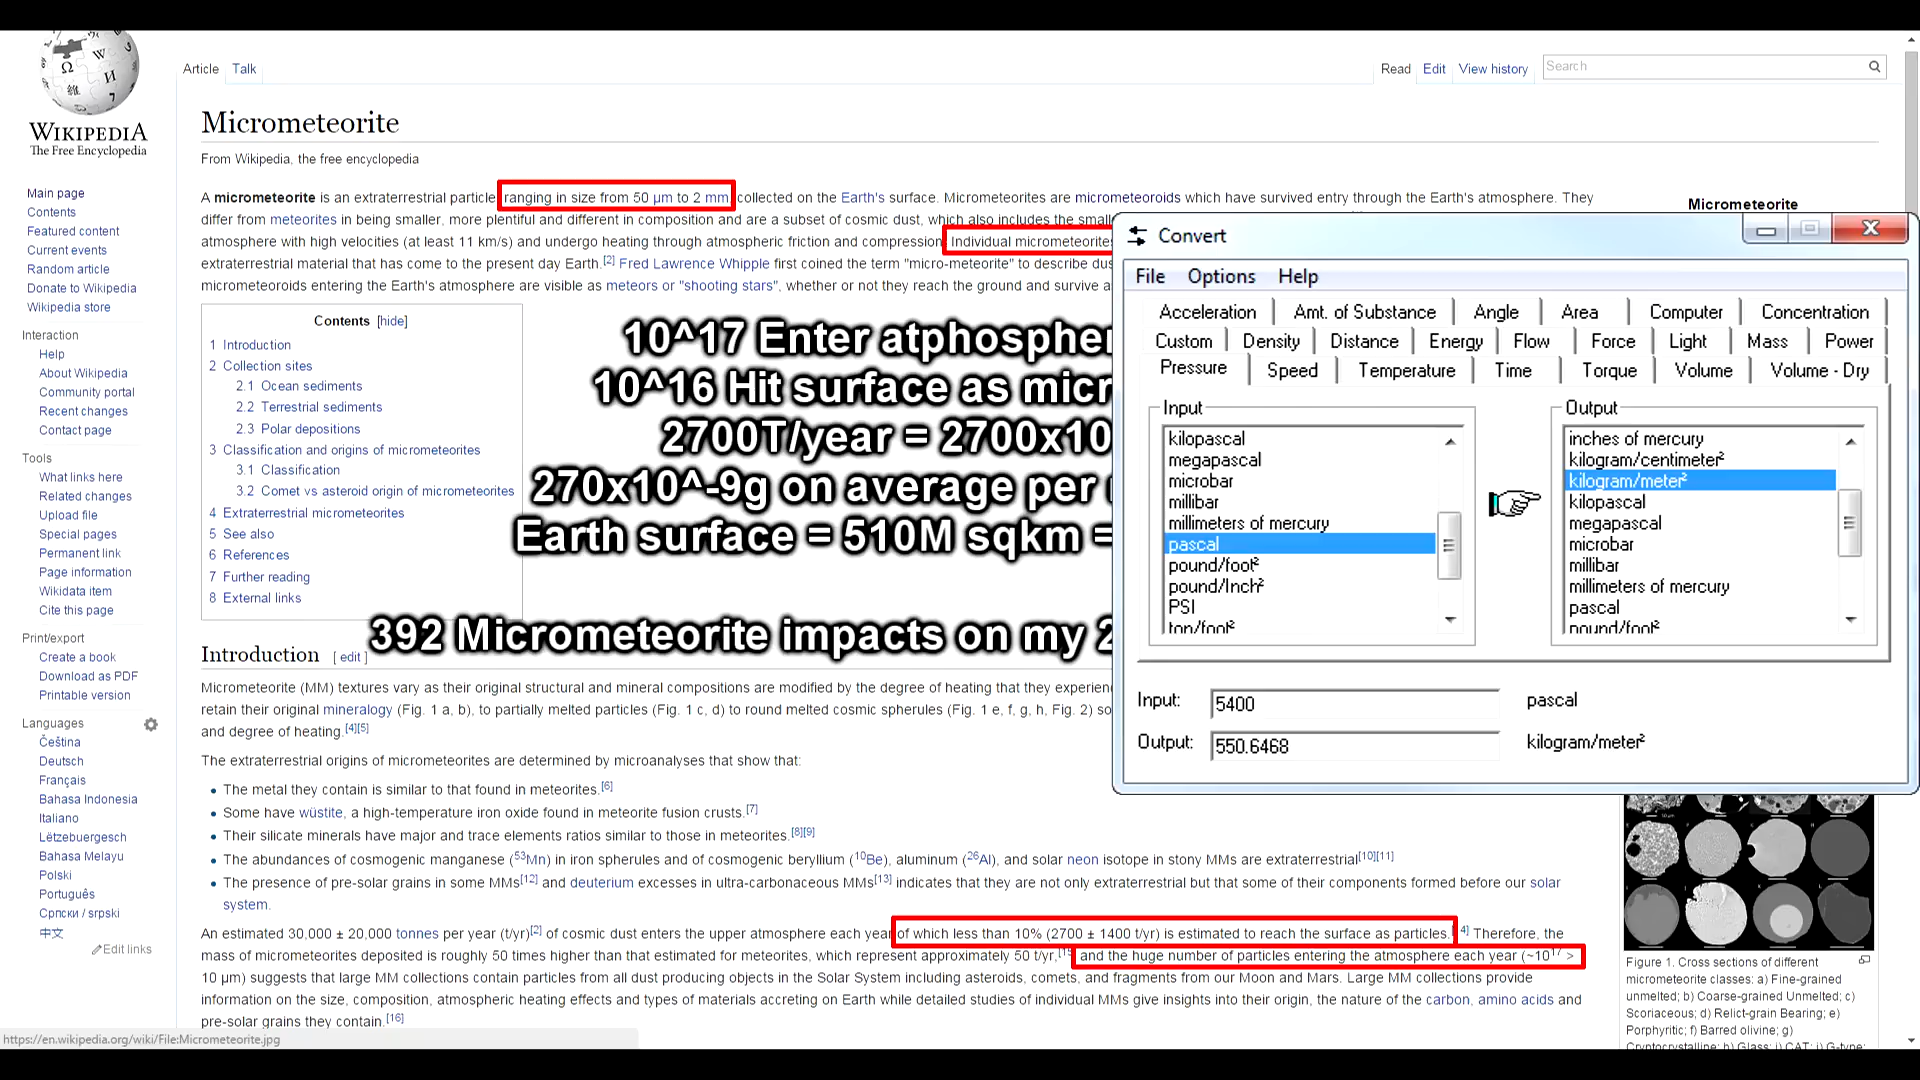 WIKIPEDIA
The Free Encyclopedia
Main page
Contents
Featured content
Current events
Random article
Donate to Wikipedia
Wikipedia store
Interaction
Help
About Wikipedia
Community portal
Recent changes
Contact page
Tools
What links here
Related changes
Upload file
Special pages
Permanent link
Page information
Wikidata item
Cite this page
Print/export
Create a book
Download as PDF
Printable version
Languages
Čeština
Deutsch
Français
Bahasa Indonesia
Italiano
Lëtzebuergesch
Bahasa Melayu
Polski
Português
Српски / srpski
中文
Edit links
Article Talk
Read Edit View history Search
Micrometeorite
From Wikipedia, the free encyclopedia
A micrometeorite is an extraterrestrial particle, ranging in size from 50 µm to 2 mm, collected on the Earth's surface. Micrometeorites are micrometeoroids which have survived entry through the Earth's atmosphere. They
differ from meteorites in being smaller, more plentiful and different in composition and are a subset of cosmic dust, which also includes the
atmosphere with high velocities (at least 11 km/s) and undergo heating through atmospheric friction and compression. Individual micrometeorites
extraterrestrial material that has come to the present day Earth.[2] Fred Lawrence Whipple first coined the term "micro-meteorite" to describe
micrometeoroids entering the Earth's atmosphere are visible as meteors or "shooting stars", whether or not they reach the ground and survive
Micrometeorite
Contents [hide]
1 Introduction
2 Collection sites
2.1 Ocean sediments
2.2 Terrestrial sediments
2.3 Polar depositions
3 Classification and origins of micrometeorites
3.1 Classification
3.2 Comet vs asteroid origin of micrometeorites
4 Extraterrestrial micrometeorites
5 See also
6 References
7 Further reading
8 External links
10^17 Enter atphospher
10^16 Hit surface as micr
2700T/year = 2700x10
270x10^-9g on average per
Earth surface = 510M sqkm =
392 Micrometeorite impacts on my 2
Introduction [ edit ]
Micrometeorite (MM) textures vary as their original structural and mineral compositions are modified by the degree of heating that they
retain their original mineralogy (Fig. 1 a, b), to partially melted particles (Fig. 1 c, d) to round melted cosmic spherules (Fig. 1 e, f, g, h, Fig. 2)
and degree of heating.[4][5]
The extraterrestrial origins of micrometeorites are determined by microanalyses that show that:
• The metal they contain is similar to that found in meteorites.[6]
• Some have wüstite, a high-temperature iron oxide found in meteorite fusion crusts.[7]
• Their silicate minerals have major and trace elements ratios similar to those in meteorites.[8][9]
• The abundances of cosmogenic manganese (53Mn) in iron spherules and of cosmogenic beryllium (10Be), aluminum (26Al), and solar neon isotope in stony MMs are extraterrestrial[10][11]
• The presence of pre-solar grains in some MMs[12] and deuterium excesses in ultra-carbonaceous MMs[13] indicates that they are not only extraterrestrial but that some of their components formed before our solar
system.
An estimated 30,000 ± 20,000 tonnes per year (t/yr)[2] of cosmic dust enters the upper atmosphere each year of which less than 10% (2700 ± 1400 t/yr) is estimated to reach the surface as particles. 4] Therefore, the
mass of micrometeorites deposited is roughly 50 times higher than that estimated for meteorites, which represent approximately 50 t/yr, and the huge number of particles entering the atmosphere each year (~10^17 >
10 µm) suggests that large MM collections contain particles from all dust producing objects in the Solar System including asteroids, comets, and fragments from our Moon and Mars. Large MM collections provide
information on the size, composition, atmospheric heating effects and types of materials accreting on Earth while detailed studies of individual MMs give insights into their origin, the nature of the carbon, amino acids and
pre-solar grains they contain.[16]
Convert
File Options Help
Acceleration Amt. of Substance Angle Area Computer Concentration
Custom Density Distance Energy Flow Force Light Mass Power
Pressure Speed Temperature Time Torque Volume Volume - Dry
Input
kilopascal
megapascal
microbar
millibar
millimeters of mercury
pascal
pound/foot²
pound/Inch²
PSI
ton/foot²
Output
inches of mercury
kilogram/centimeter²
kilogram/meter²
kilopascal
megapascal
microbar
millibar
millimeters of mercury
pascal
pound/foot²
Input: 5400 pascal
Output: 550.6468 kilogram/meter²
Figure 1. Cross sections of different
micrometeorite classes: a) Fine-grained
unmelted; b) Coarse-grained Unmelted; c)
Scoriaceous; d) Relict-grain Bearing; e)
Porphyritic; f) Barred olivine; g)
Cryptocrystalline; h) Glass; i) CAT; j) G-type;
https://en.wikipedia.org/wiki/File:Micrometeorite.jpg